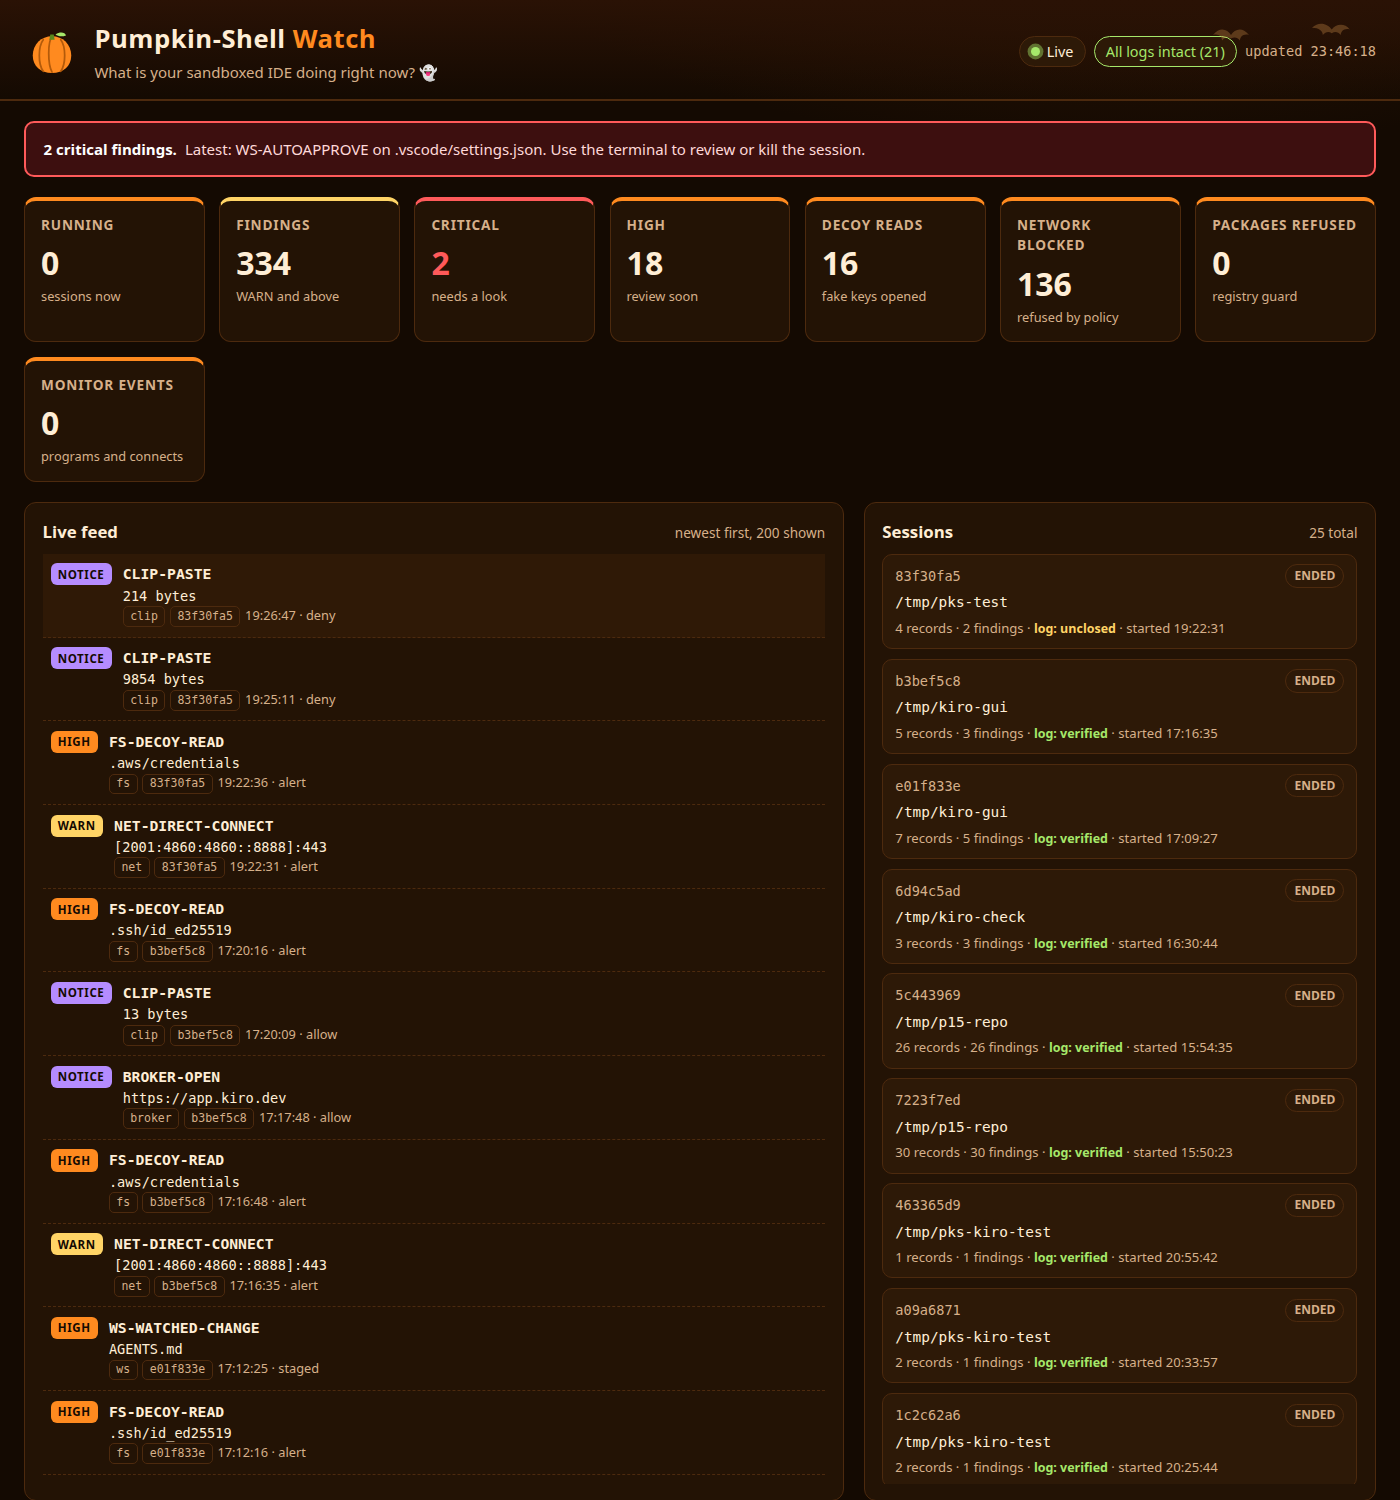 Pumpkin-Shell Watch
What is your sandboxed IDE doing right now? 👻
Live
All logs intact (21)
updated 23:46:18
2 critical findings. Latest: WS-AUTOAPPROVE on .vscode/settings.json. Use the terminal to review or kill the session.
RUNNING
0
sessions now
FINDINGS
334
WARN and above
CRITICAL
2
needs a look
HIGH
18
review soon
DECOY READS
16
fake keys opened
NETWORK
BLOCKED
136
refused by policy
PACKAGES REFUSED
0
registry guard
MONITOR EVENTS
0
programs and connects
Live feed
newest first, 200 shown
NOTICE CLIP-PASTE
214 bytes
clip 83f30fa5 19:26:47 · deny
NOTICE CLIP-PASTE
9854 bytes
clip 83f30fa5 19:25:11 · deny
HIGH FS-DECOY-READ
.aws/credentials
fs 83f30fa5 19:22:36 · alert
WARN NET-DIRECT-CONNECT
[2001:4860:4860::8888]:443
net 83f30fa5 19:22:31 · alert
HIGH FS-DECOY-READ
.ssh/id_ed25519
fs b3bef5c8 17:20:16 · alert
NOTICE CLIP-PASTE
13 bytes
clip b3bef5c8 17:20:09 · allow
NOTICE BROKER-OPEN
https://app.kiro.dev
broker b3bef5c8 17:17:48 · allow
HIGH FS-DECOY-READ
.aws/credentials
fs b3bef5c8 17:16:48 · alert
WARN NET-DIRECT-CONNECT
[2001:4860:4860::8888]:443
net b3bef5c8 17:16:35 · alert
HIGH WS-WATCHED-CHANGE
AGENTS.md
ws e01f833e 17:12:25 · staged
HIGH FS-DECOY-READ
.ssh/id_ed25519
fs e01f833e 17:12:16 · alert
Sessions
25 total
83f30fa5 ENDED
/tmp/pks-test
4 records · 2 findings · log: unclosed · started 19:22:31
b3bef5c8 ENDED
/tmp/kiro-gui
5 records · 3 findings · log: verified · started 17:16:35
e01f833e ENDED
/tmp/kiro-gui
7 records · 5 findings · log: verified · started 17:09:27
6d94c5ad ENDED
/tmp/kiro-check
3 records · 3 findings · log: verified · started 16:30:44
5c443969 ENDED
/tmp/p15-repo
26 records · 26 findings · log: verified · started 15:54:35
7223f7ed ENDED
/tmp/p15-repo
30 records · 30 findings · log: verified · started 15:50:23
463365d9 ENDED
/tmp/pks-kiro-test
1 records · 1 findings · log: verified · started 20:55:42
a09a6871 ENDED
/tmp/pks-kiro-test
2 records · 1 findings · log: verified · started 20:33:57
1c2c62a6 ENDED
/tmp/pks-kiro-test
2 records · 1 findings · log: verified · started 20:25:44